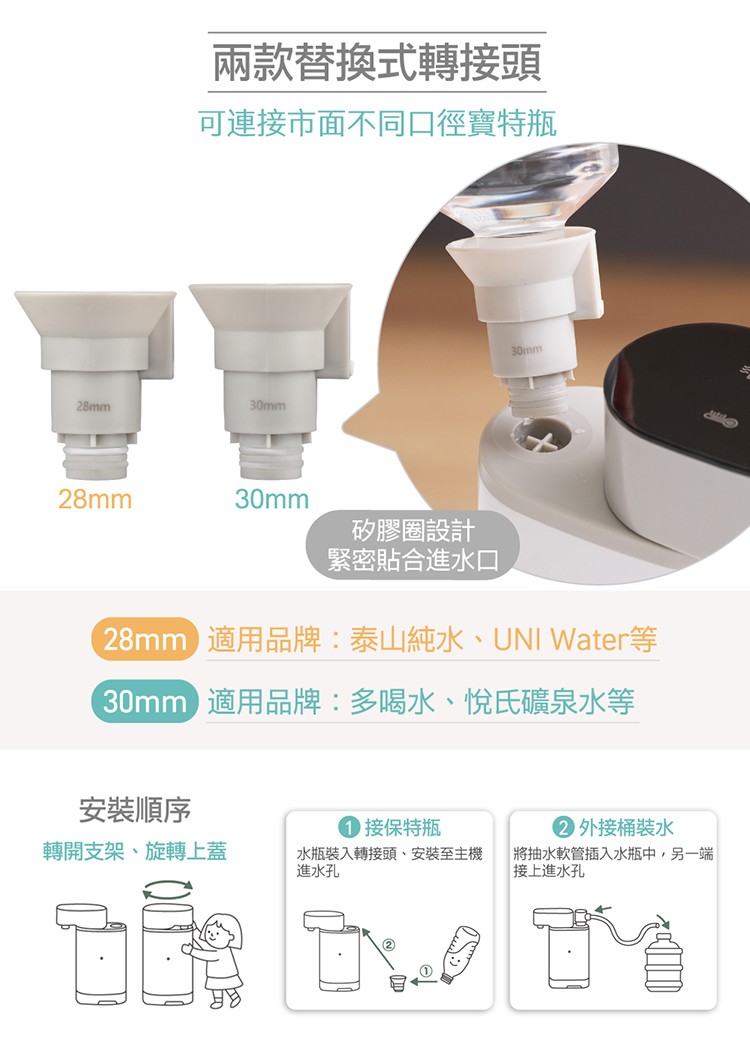 兩款替換式轉接頭
可連接市面不同口徑寶特瓶
30mm
28mm
30mm
28mm
30mm
矽膠圈設計
緊密貼合進水口
28mm 適用品牌：泰山純水、UNI Water等
30mm 適用品牌：多喝水、悅氏礦泉水等
安裝順序
轉開支架、旋轉上蓋
1 接保特瓶
水瓶裝入轉接頭、安裝至主機
進水孔
②
①
2 外接桶裝水
將抽水軟管插入水瓶中，另一端
接上進水孔